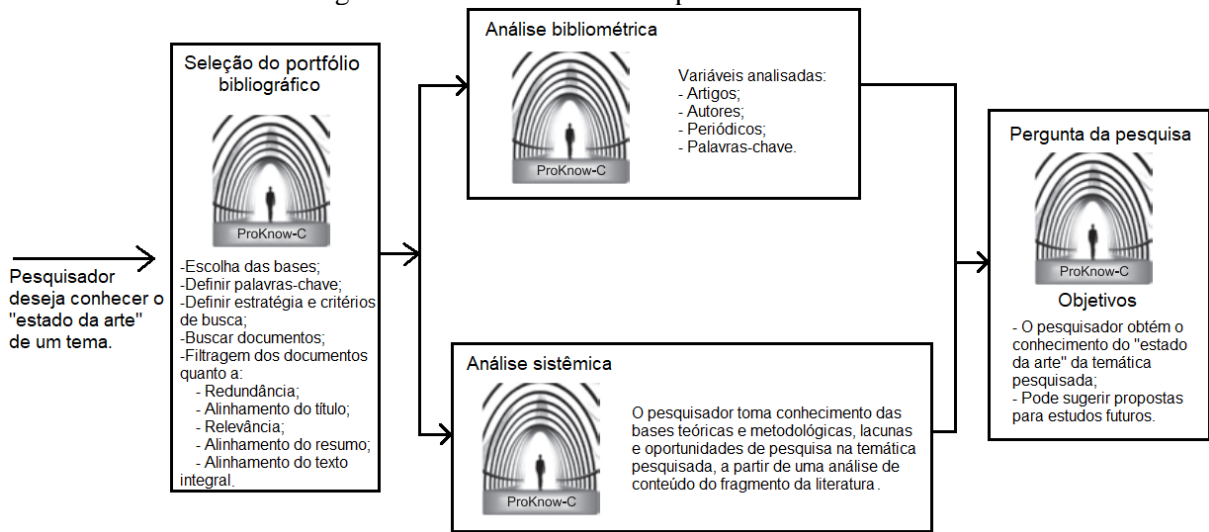 Pesquisador
deseja conhecer o
"estado da arte"
de um tema.
Seleção do portfólio
bibliográfico
ProKnow-C
-Escolha das bases;
-Definir palavras-chave;
-Definir estratégia e critérios
de busca;
-Buscar documentos;
-Filtragem dos documentos
quanto a:
- Redundância;
- Alinhamento do título;
- Relevância;
- Alinhamento do resumo;
- Alinhamento do texto
integral.
Análise bibliométrica
ProKnow-C
Variáveis analisadas:
- Artigos;
- Autores;
- Periódicos;
- Palavras-chave.
Análise sistêmica
ProKnow-C
O pesquisador toma conhecimento das
bases teóricas e metodológicas, lacunas
e oportunidades de pesquisa na temática
pesquisada, a partir de uma análise de
conteúdo do fragmento da literatura.
Pergunta da pesquisa
ProKnow-C
Objetivos
- O pesquisador obtém o
conhecimento do "estado
da arte" da temática
pesquisada;
- Pode sugerir propostas
para estudos futuros.